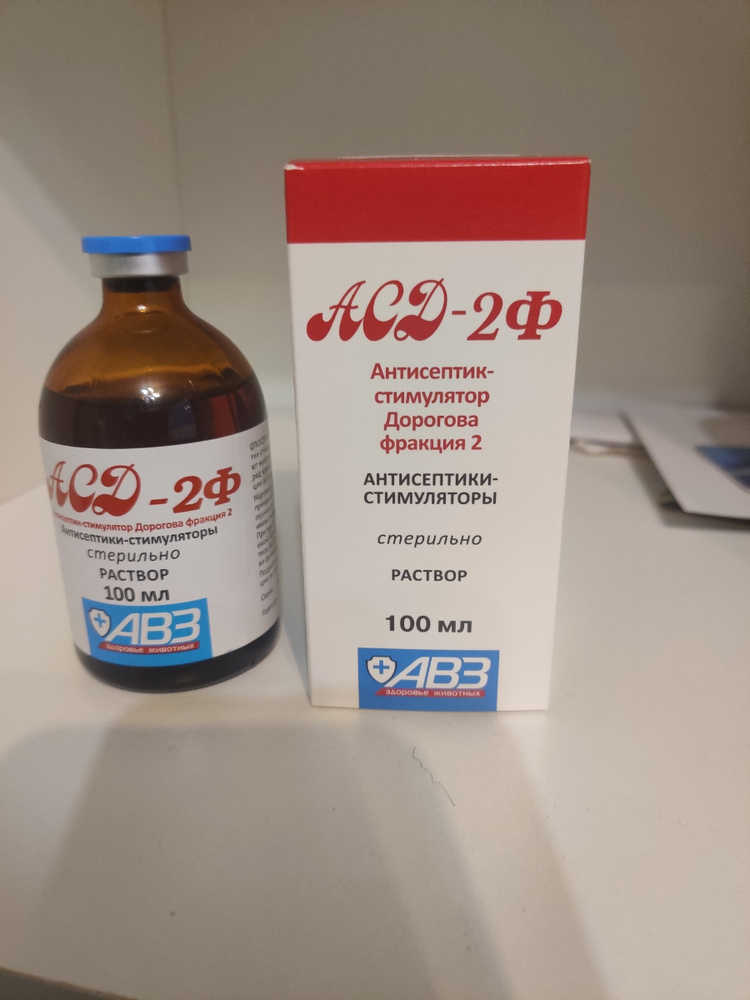 АСД-2Ф
Антисептик-
стимулятор
Дорогова
фракция 2
АНТИСЕПТИКИ-
СТИМУЛЯТОРЫ
стерильно
РАСТВОР
100 мл
АВЗ
здоровье животных
АСД-2Ф
Антисептик-стимулятор Дорогова фракция 2
Антисептики-стимуляторы
стерильно
РАСТВОР
100 мл
АВЗ
здоровье животных